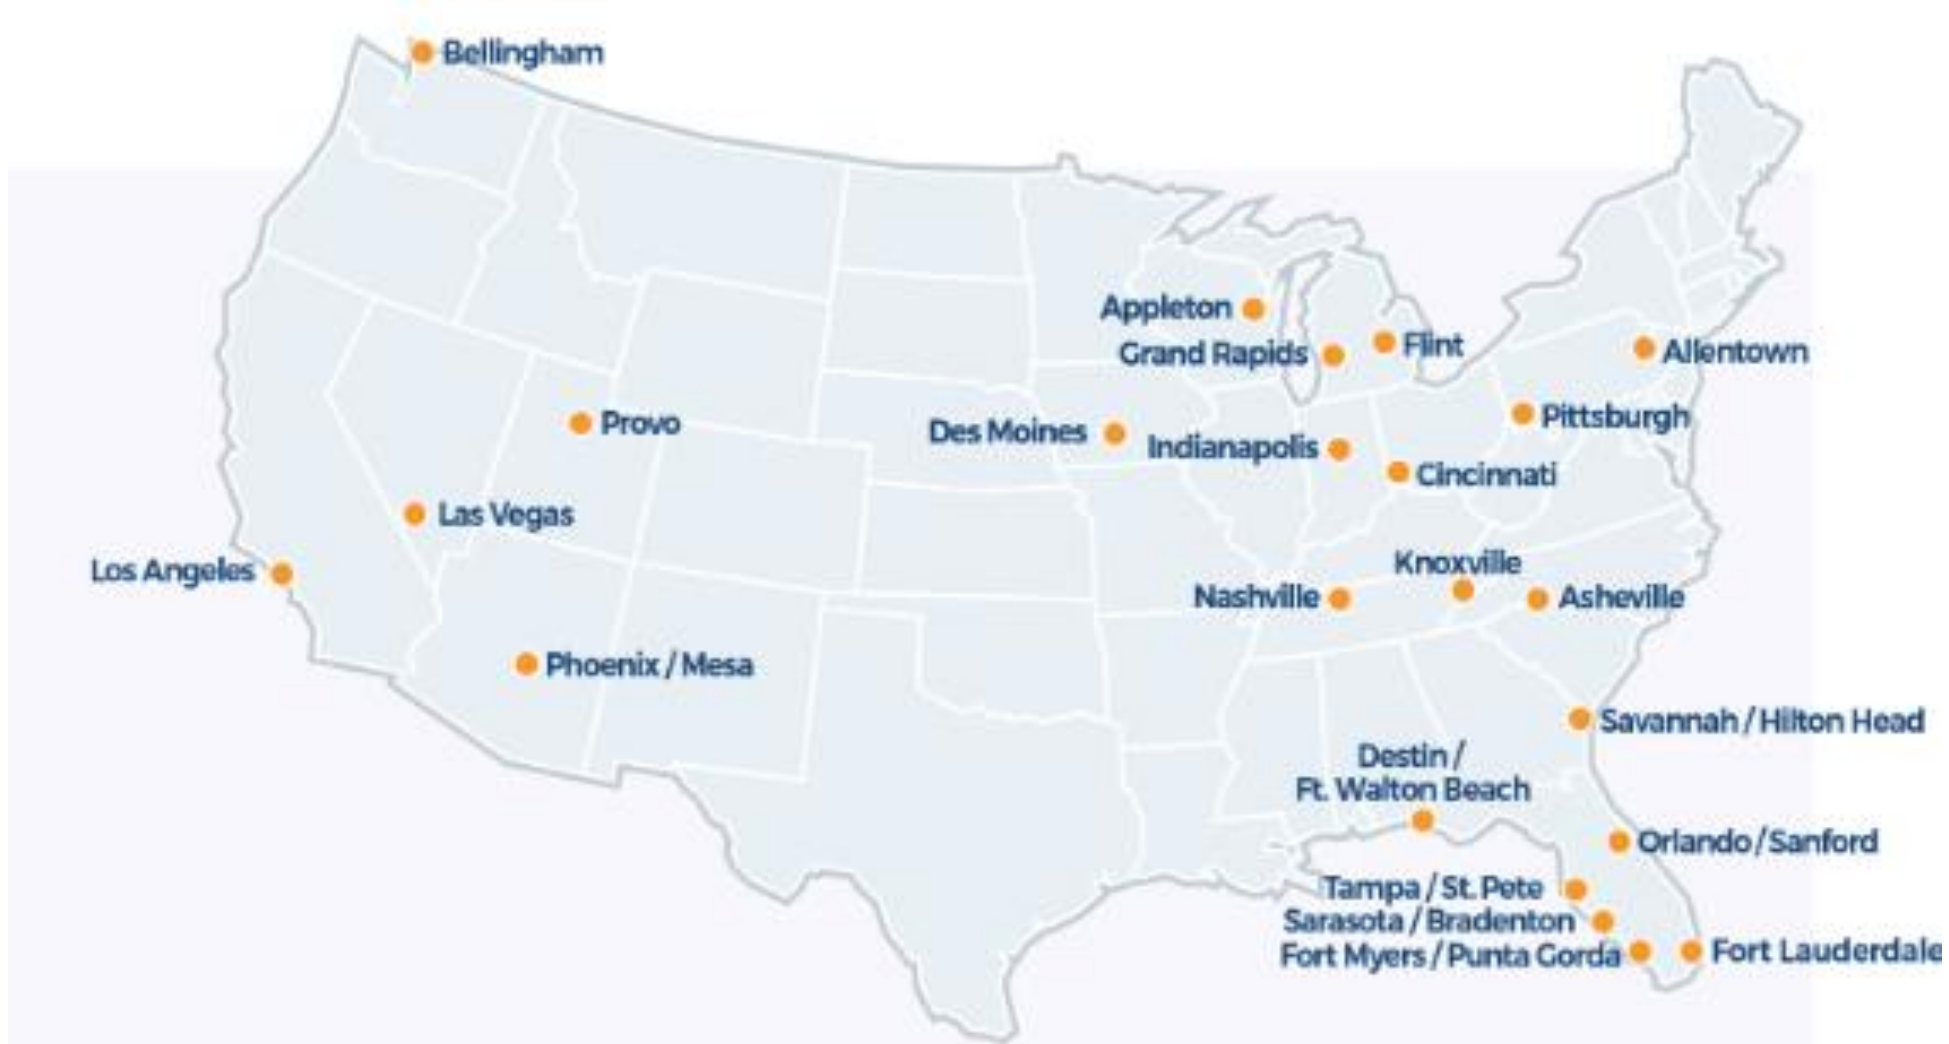 Bellingham
Appleton
Grand Rapids
Flint
Allentown
Provo
Des Moines
Pittsburgh
Indianapolis
Cincinnati
Las Vegas
Los Angeles
Knoxville
Nashville
Asheville
Phoenix / Mesa
Savannah / Hilton Head
Destin /
Ft. Walton Beach
Orlando / Sanford
Tampa / St. Pete
Sarasota / Bradenton
Fort Myers / Punta Gorda
Fort Lauderdale